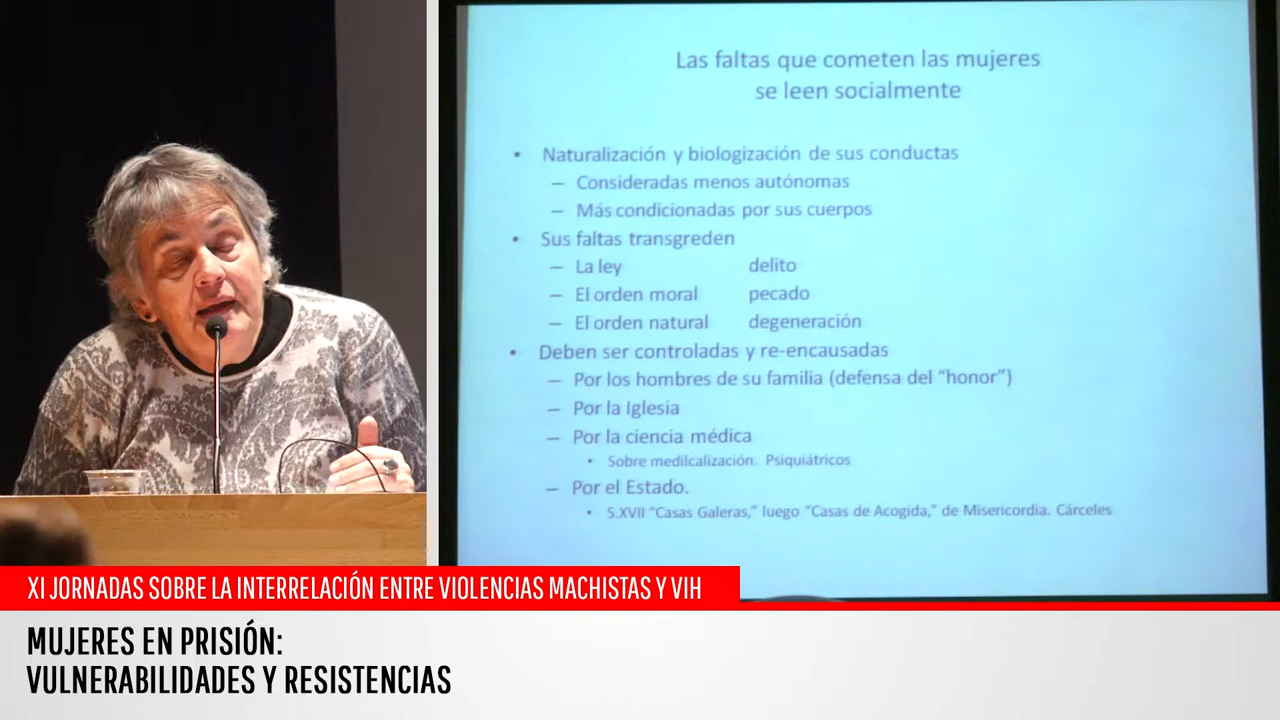 Las faltas que cometen las mujeres
se leen socialmente
• Naturalización y biologización de sus conductas
– Consideradas menos autónomas
– Más condicionadas por sus cuerpos
• Sus faltas transgreden
– La ley delito
– El orden moral pecado
– El orden natural degeneración
• Deben ser controladas y re-encausadas
– Por los hombres de su familia (defensa del “honor”)
– Por la Iglesia
– Por la ciencia médica
• Sobre medilcalización. Psiquiátricos
– Por el Estado.
• S.XVII “Casas Galeras,” luego “Casas de Acogida,” de Misericordia. Cárceles
XI JORNADAS SOBRE LA INTERRELACIÓN ENTRE VIOLENCIAS MACHISTAS Y VIH
MUJERES EN PRISIÓN:
VULNERABILIDADES Y RESISTENCIAS